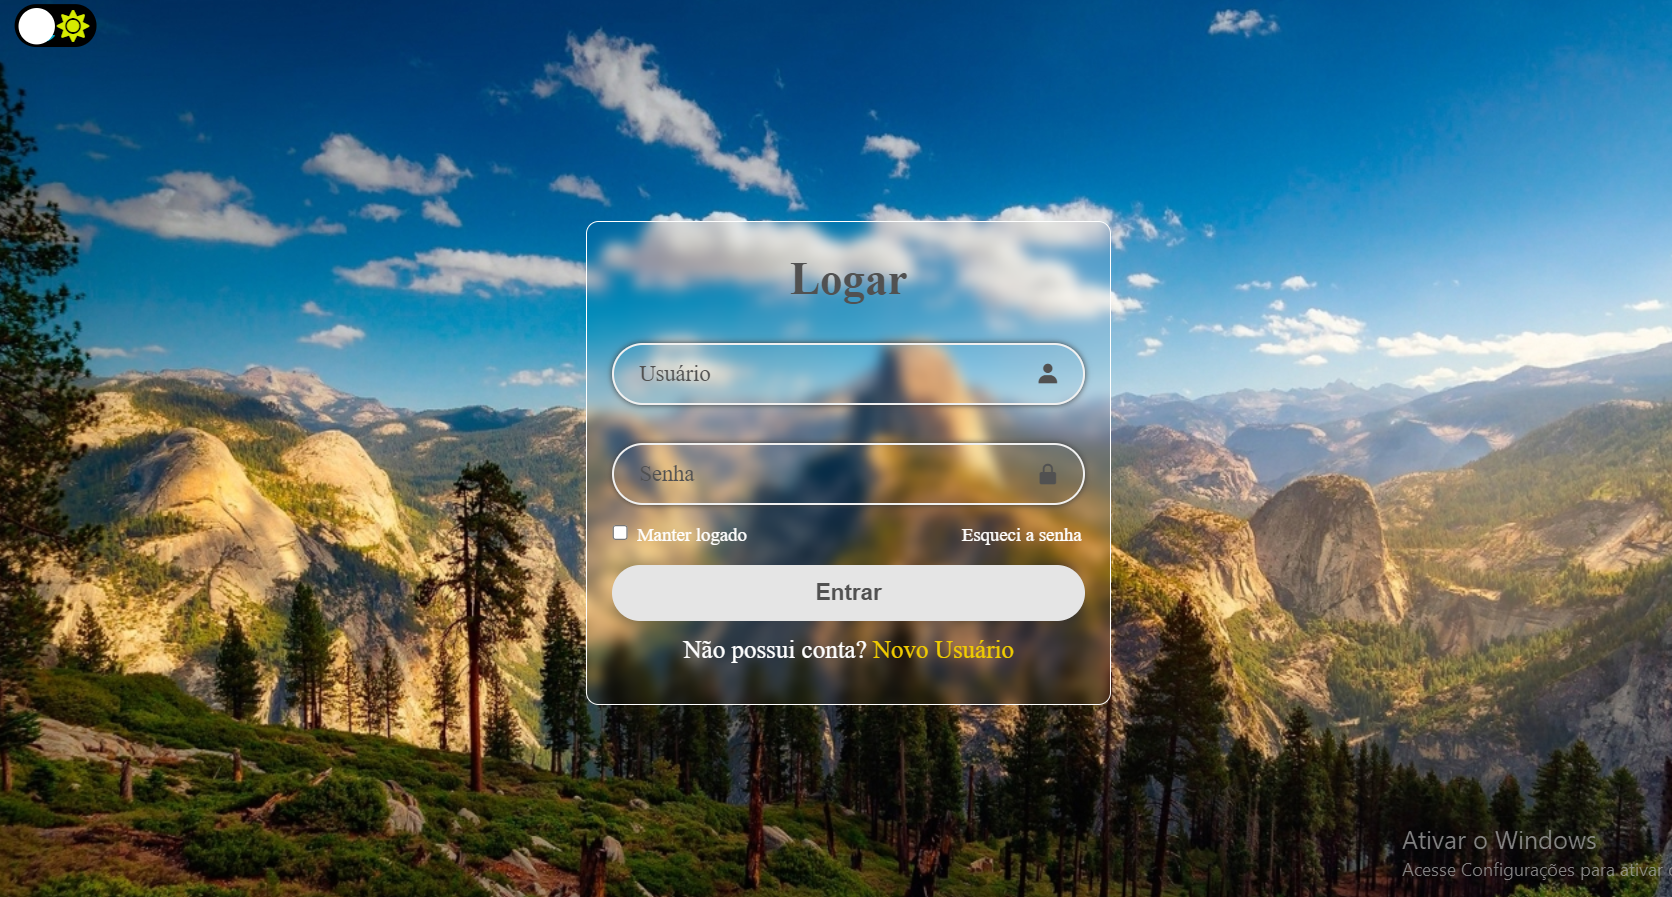 Logar
Usuário
Senha
Manter logado
Esqueci a senha
Entrar
Não possui conta? Novo Usuário
Ativar o Windows
Acesse Configurações para ativar